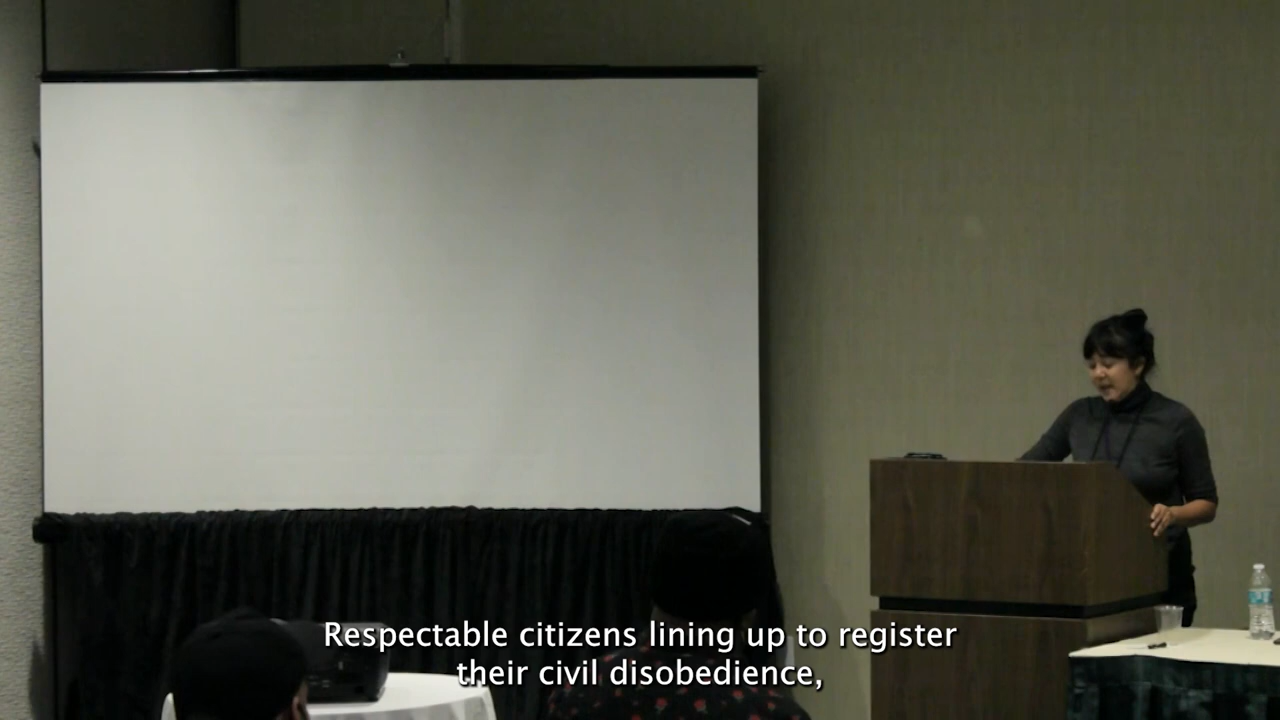 Respectable citizens lining up to register
their civil disobedience,